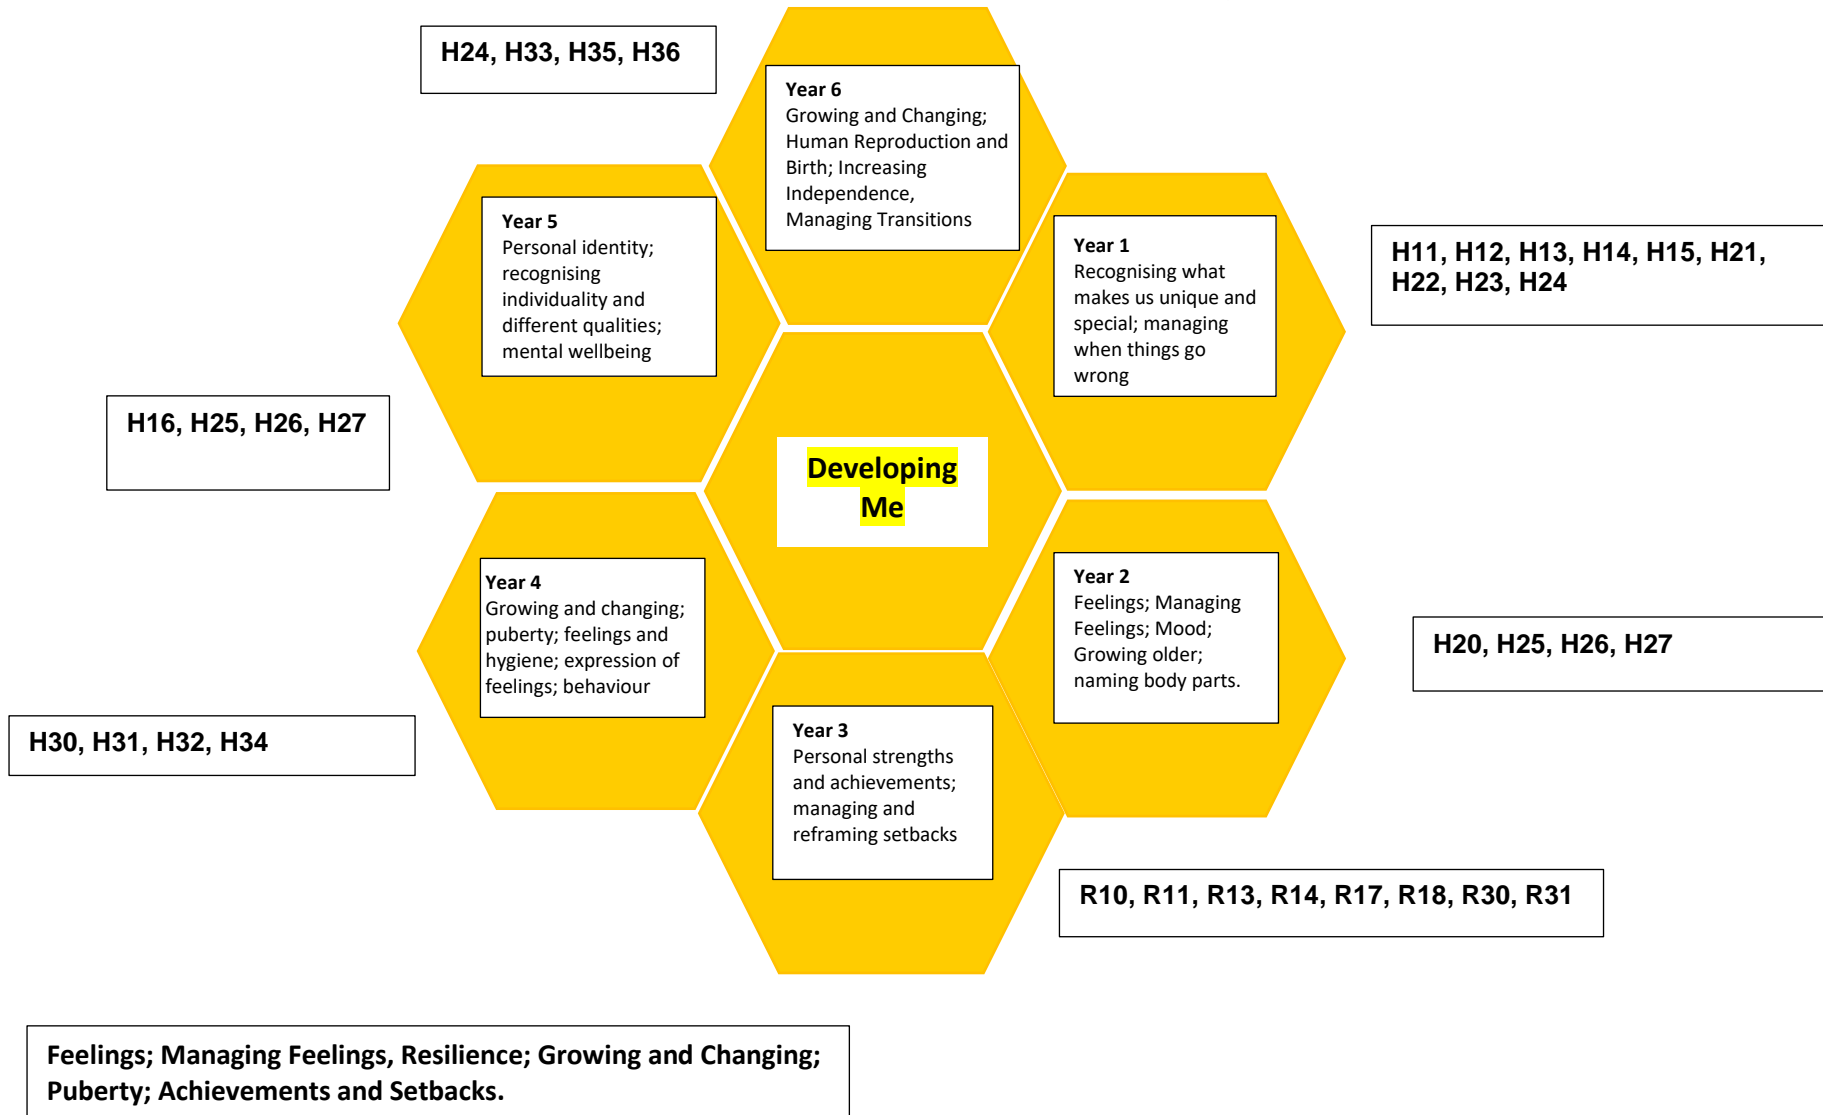 H24, H33, H35, H36
Year 6
Growing and Changing;
Human Reproduction and
Birth; Increasing
Independence,
Managing Transitions
Year 5
Personal identity;
recognising
individuality and
different qualities;
mental wellbeing
Year 1
Recognising what
makes us unique and
special; managing
when things go
wrong
H11, H12, H13, H14, H15, H21,
H22, H23, H24
H16, H25, H26, H27
Developing
Me
Year 4
Growing and changing;
puberty; feelings and
hygiene; expression of
feelings; behaviour
Year 2
Feelings; Managing
Feelings; Mood;
Growing older;
naming body parts.
H20, H25, H26, H27
H30, H31, H32, H34
Year 3
Personal strengths
and achievements;
managing and
reframing setbacks
R10, R11, R13, R14, R17, R18, R30, R31
Feelings; Managing Feelings, Resilience; Growing and Changing;
Puberty; Achievements and Setbacks.